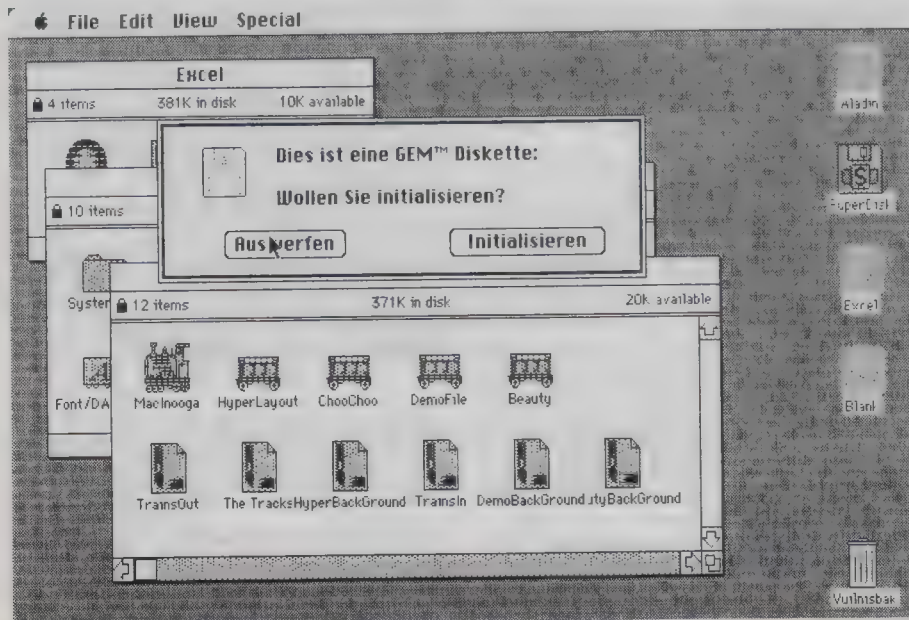 File Edit View Special
Excel
4 items 381K in disk 10K available
Dies ist eine GEM™ Diskette:
Wollen Sie initialisieren?
Auswerfen Initialisieren
10 items
System
Font/DA
12 items 371K in disk 20K available
MacInooga HyperLayout ChooChoo DemoFile Beauty
TrainsOut The Tracks HyperBackGround TrainsIn DemoBackGround utyBackGround
Aladin
SuperDisk
Excel
Blank
Vuilnisbak